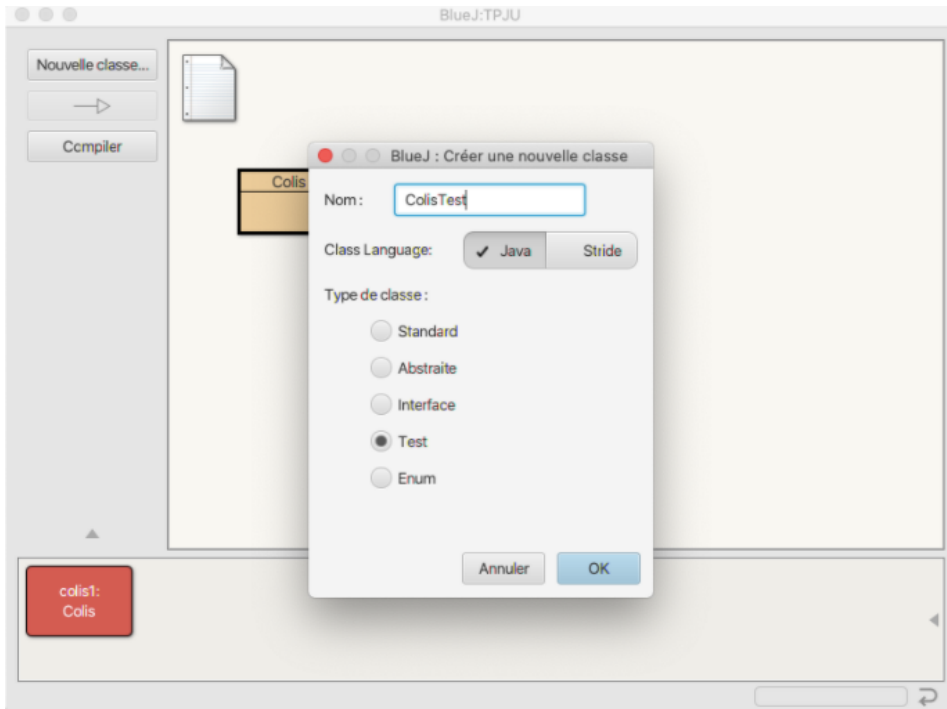 BlueJ:TPJU
Nouvelle classe...
Compiler
Colis
BlueJ : Créer une nouvelle classe
Nom :
ColisTest
Class Language:
✓ Java
Stride
Type de classe :
Standard
Abstraite
Interface
Test
Enum
Annuler
OK
colis1:
Colis